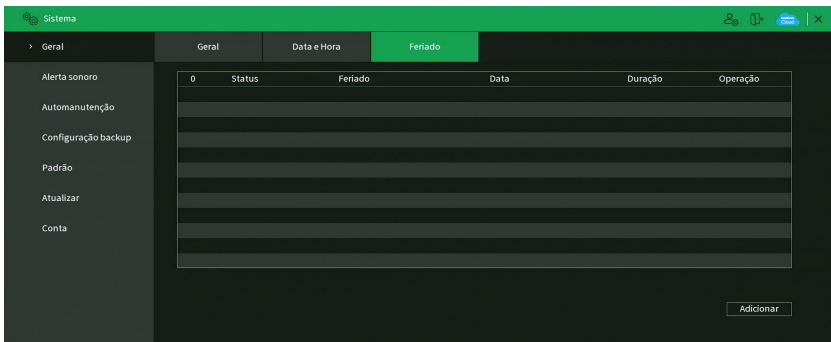 Sistema
Geral
Geral Data e Hora Feriado
Alerta sonoro
Automanutenção
Configuração backup
Padrão
Atualizar
Conta
0 Status Feriado Data Duração Operação
Adicionar